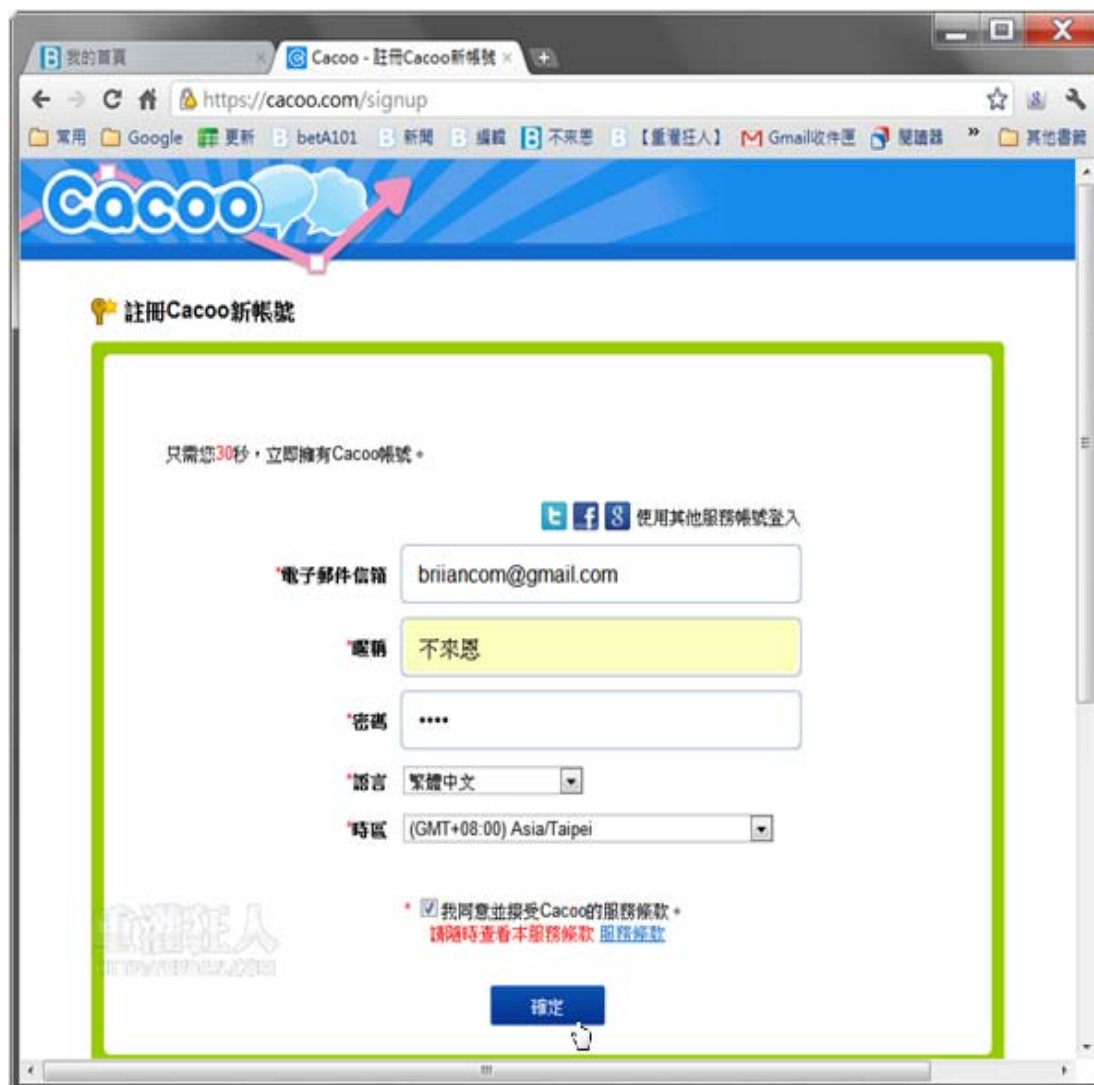 我的首頁
Cacoo - 註冊Cacoo新帳號
https://cacoo.com/signup
常用 Google 更新 betA101 新聞 編輯 不來恩 【重灌狂人】 Gmail收件匣 閱讀器 » 其他書籤
Cacoo
註冊Cacoo新帳號
只需您30秒,立即擁有Cacoo帳號。
使用其他服務帳號登入
*電子郵件信箱 briiancom@gmail.com
*暱稱 不來恩
*密碼 ••••
*語言 繁體中文
*時區 (GMT+08:00) Asia/Taipei
* 我同意並接受Cacoo的服務條款。
請隨時查看本服務條款 服務條款
重灌狂人
確定